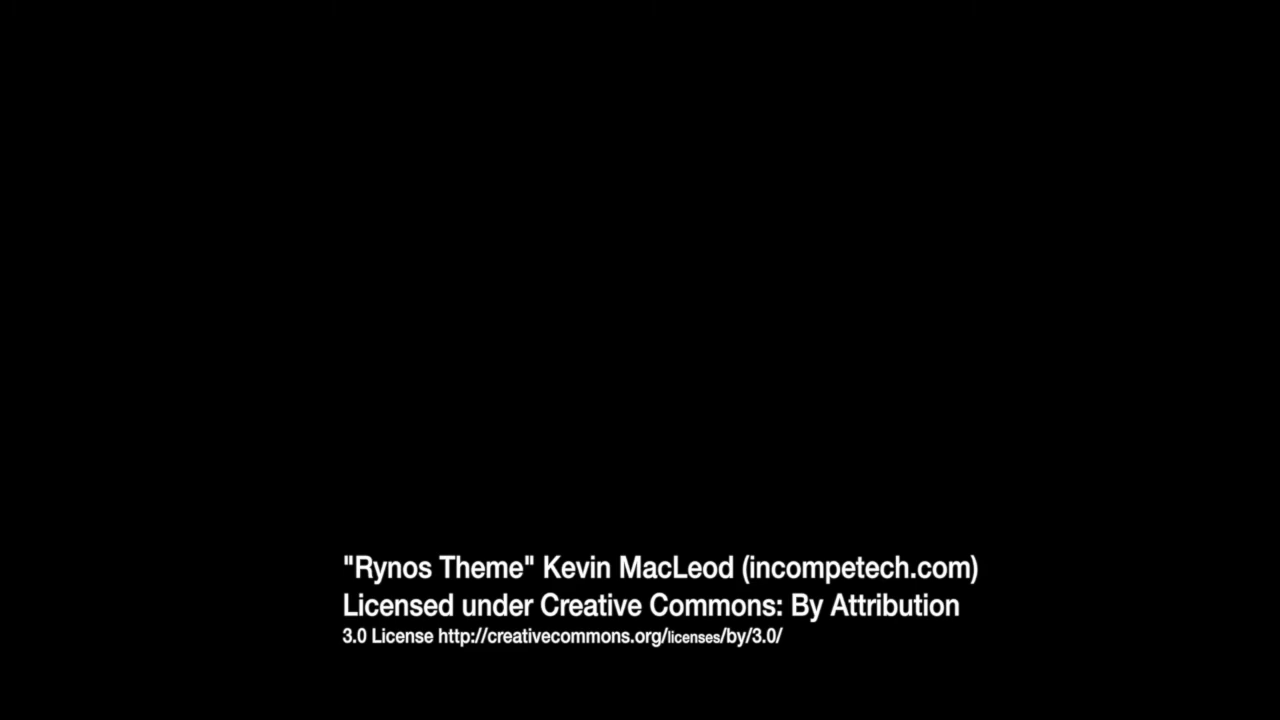 "Rynos Theme" Kevin MacLeod (incompetech.com)
Licensed under Creative Commons: By Attribution
3.0 License http://creativecommons.org/licenses/by/3.0/